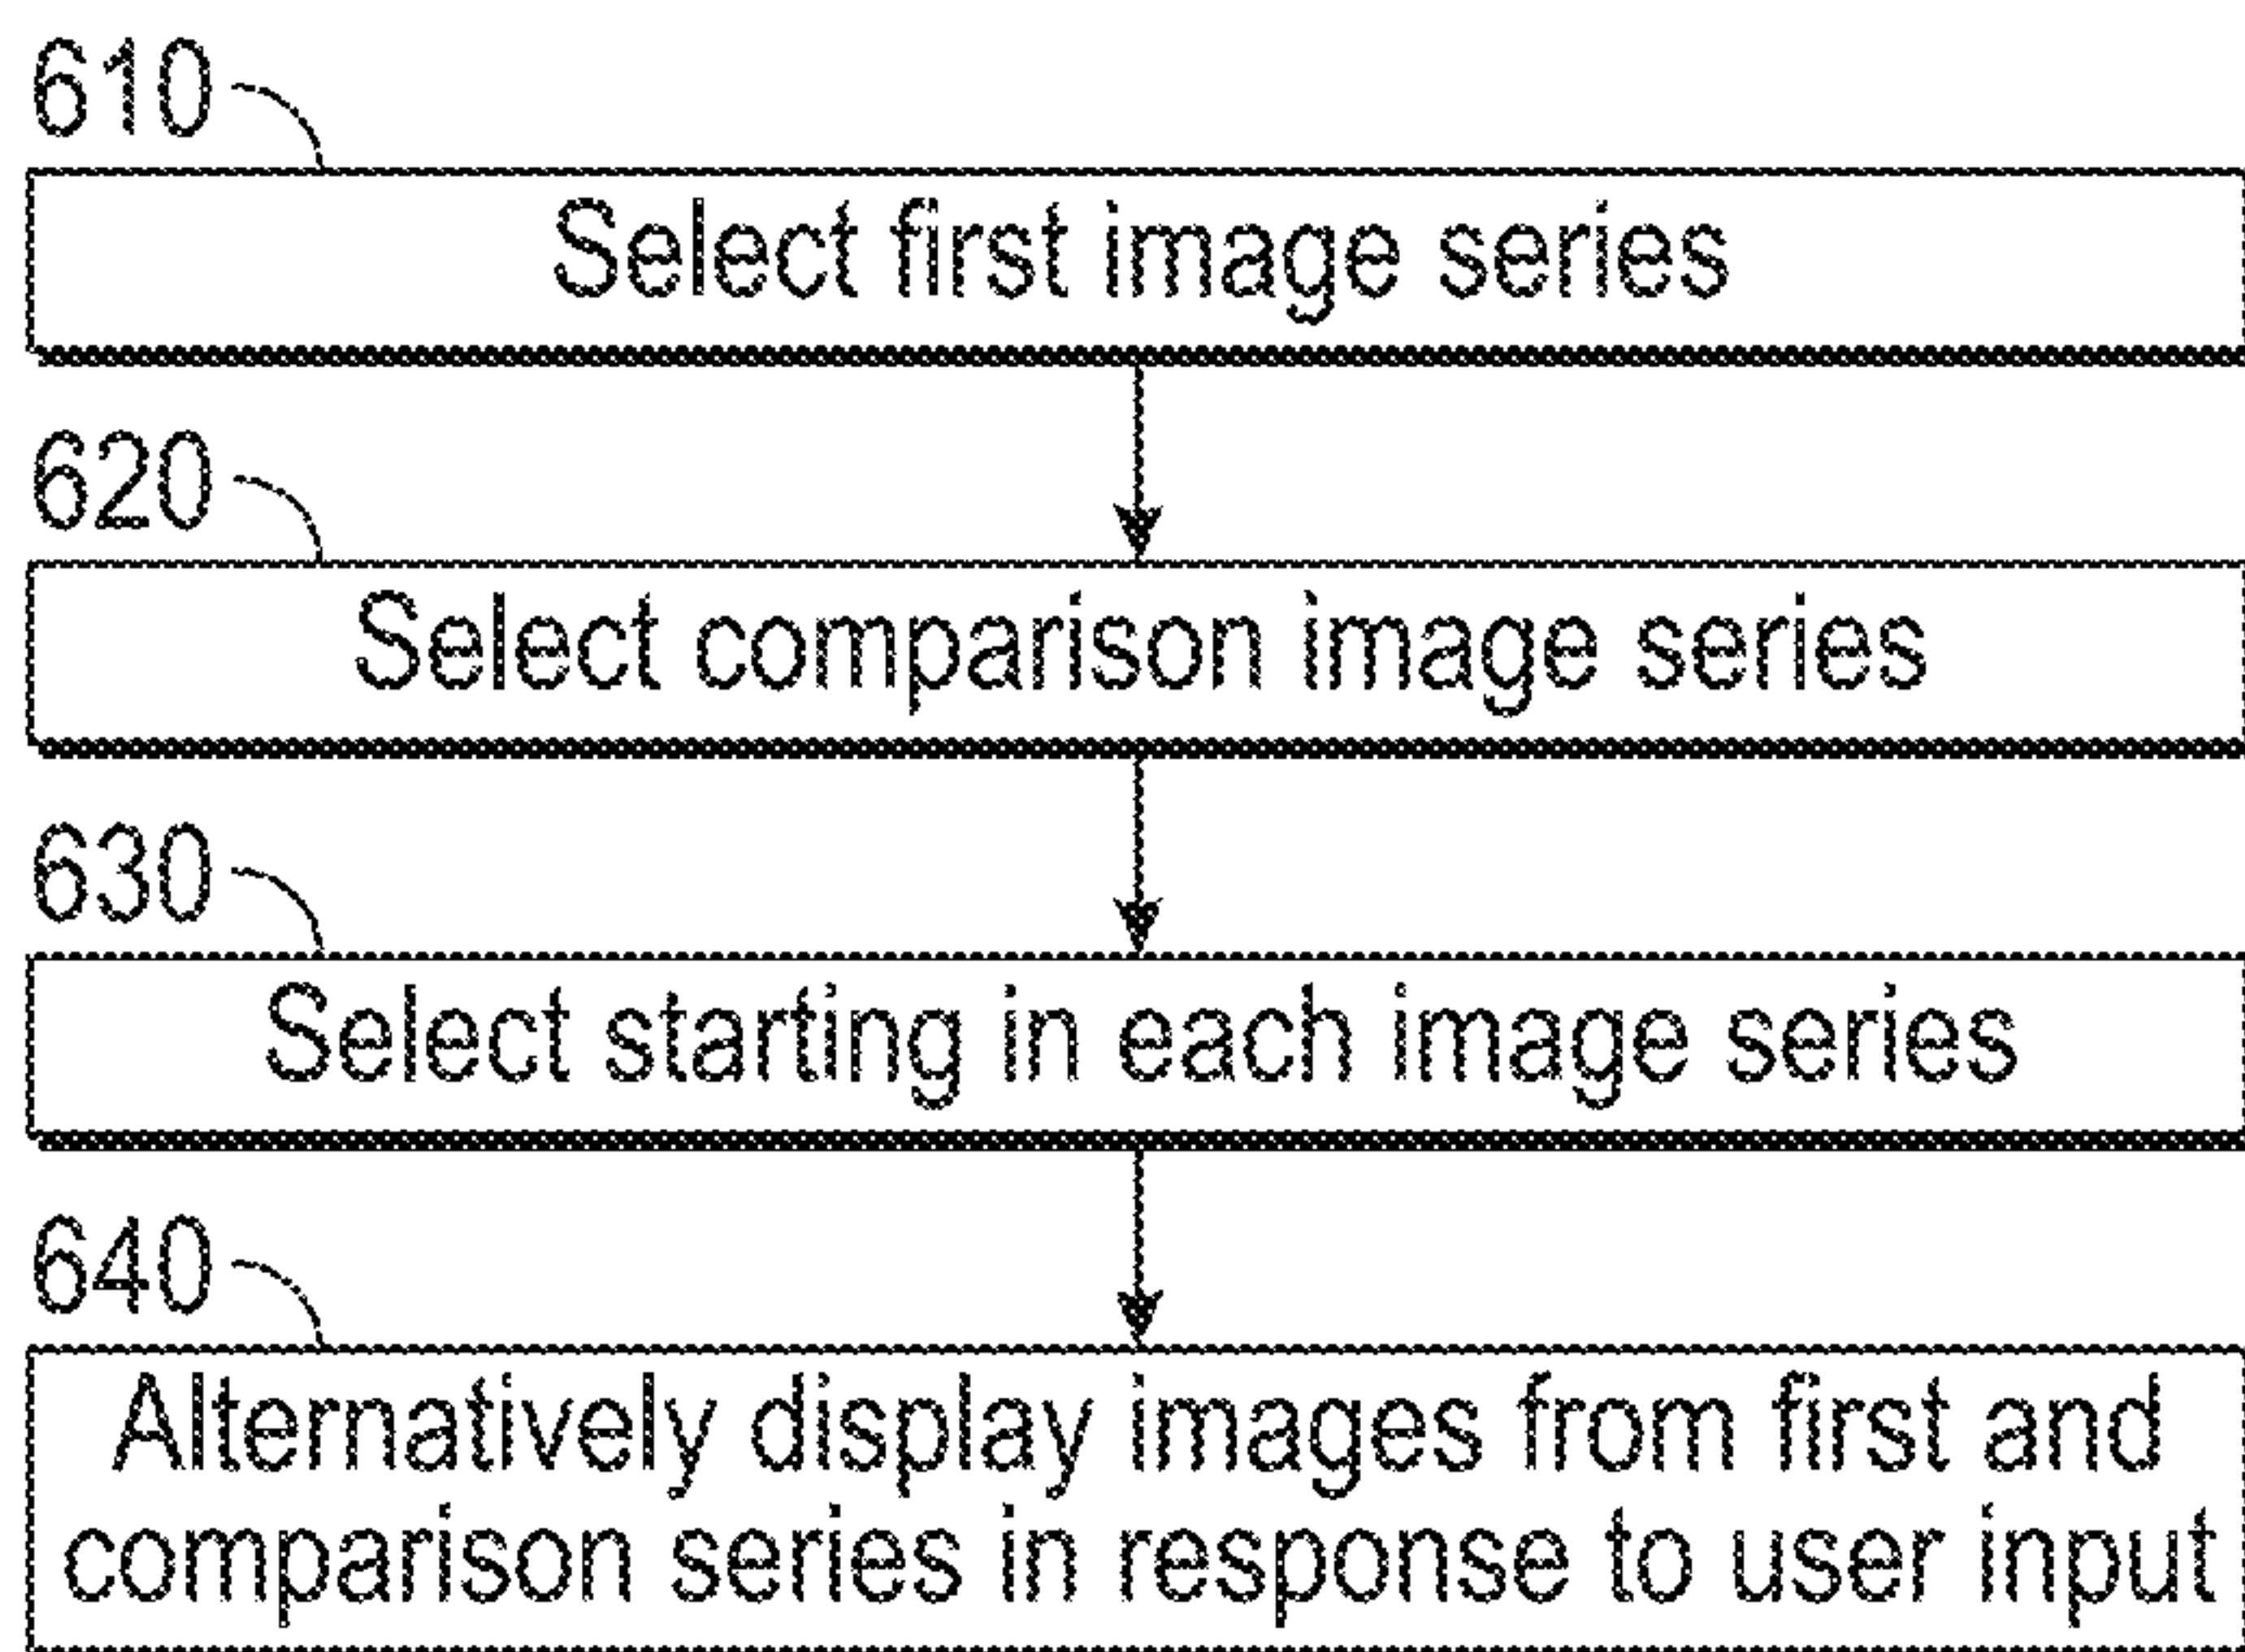 610
Select first image series
620
Select comparison image series
630
Select starting in each image series
640
Alternatively display images from first and
comparison series in response to user input